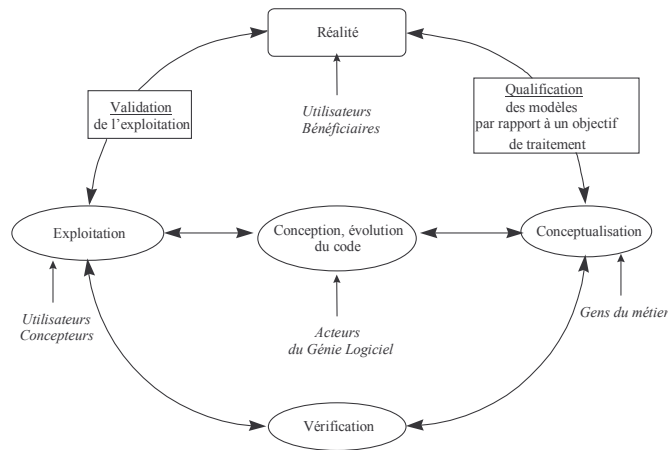 Réalité
Validation
de l’exploitation
Utilisateurs
Bénéficiaires
Qualification
des modèles
par rapport à un objectif
de traitement
Exploitation
Conception, évolution
du code
Conceptualisation
Utilisateurs
Concepteurs
Acteurs
du Génie Logiciel
Gens du métier
Vérification